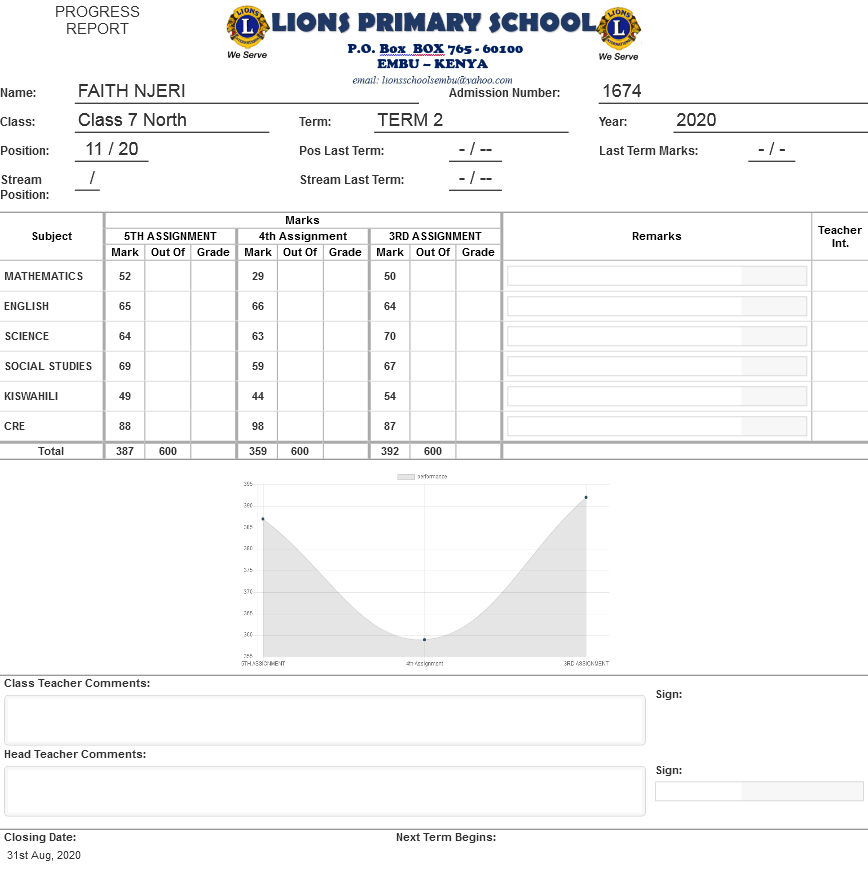 PROGRESS
REPORT
LIONS
L
INTERNATIONAL
We Serve
LIONS PRIMARY SCHOOL
P.O. Box BOX 765 - 60100
EMBU – KENYA
email: lionsschoolsembu@yahoo.com
LIONS
L
INTERNATIONAL
We Serve
Name: FAITH NJERI Admission Number: 1674
Class: Class 7 North Term: TERM 2 Year: 2020
Position: 11 / 20 Pos Last Term: - / -- Last Term Marks: - / -
Stream Position: / Stream Last Term: - / --
Subject Marks Remarks Teacher Int.
5TH ASSIGNMENT 4th Assignment 3RD ASSIGNMENT
Mark Out Of Grade Mark Out Of Grade Mark Out Of Grade
MATHEMATICS 52 29 50
ENGLISH 65 66 64
SCIENCE 64 63 70
SOCIAL STUDIES 69 59 67
KISWAHILI 49 44 54
CRE 88 98 87
Total 387 600 359 600 392 600
performance
395
390
385
380
375
370
365
360
355
5TH ASSIGNMENT 4th Assignment 3RD ASSIGNMENT
Class Teacher Comments:
Sign:
Head Teacher Comments:
Sign:
Closing Date: Next Term Begins:
31st Aug, 2020